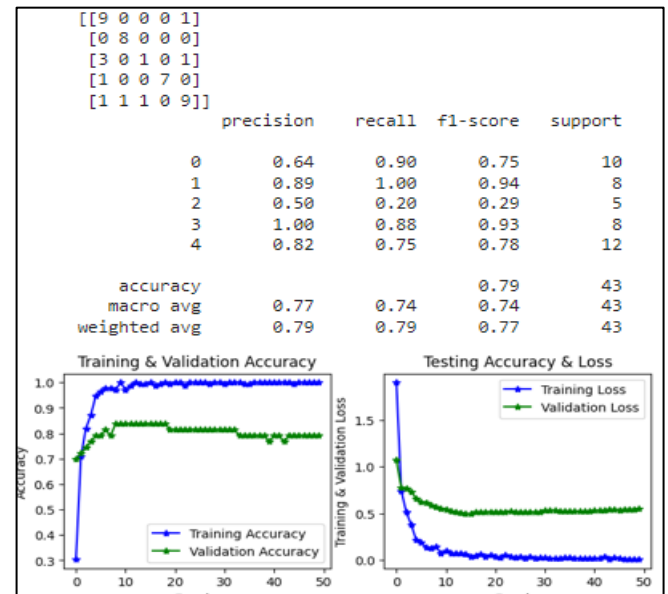 [[9 0 0 0 1]
[0 8 0 0 0]
[3 0 1 0 1]
[1 0 0 7 0]
[1 1 1 0 9]]
precision recall f1-score support
0 0.64 0.90 0.75 10
1 0.89 1.00 0.94 8
2 0.50 0.20 0.29 5
3 1.00 0.88 0.93 8
4 0.82 0.75 0.78 12
accuracy 0.79 43
macro avg 0.77 0.74 0.74 43
weighted avg 0.79 0.79 0.77 43
Training & Validation Accuracy
1.0
0.9
0.8
0.7
0.6
0.5
0.4
0.3
Accuracy
Training Accuracy
Validation Accuracy
0 10 20 30 40 50
Testing Accuracy & Loss
Training Loss
Validation Loss
1.5
1.0
0.5
0.0
Training & Validation Loss
0 10 20 30 40 50